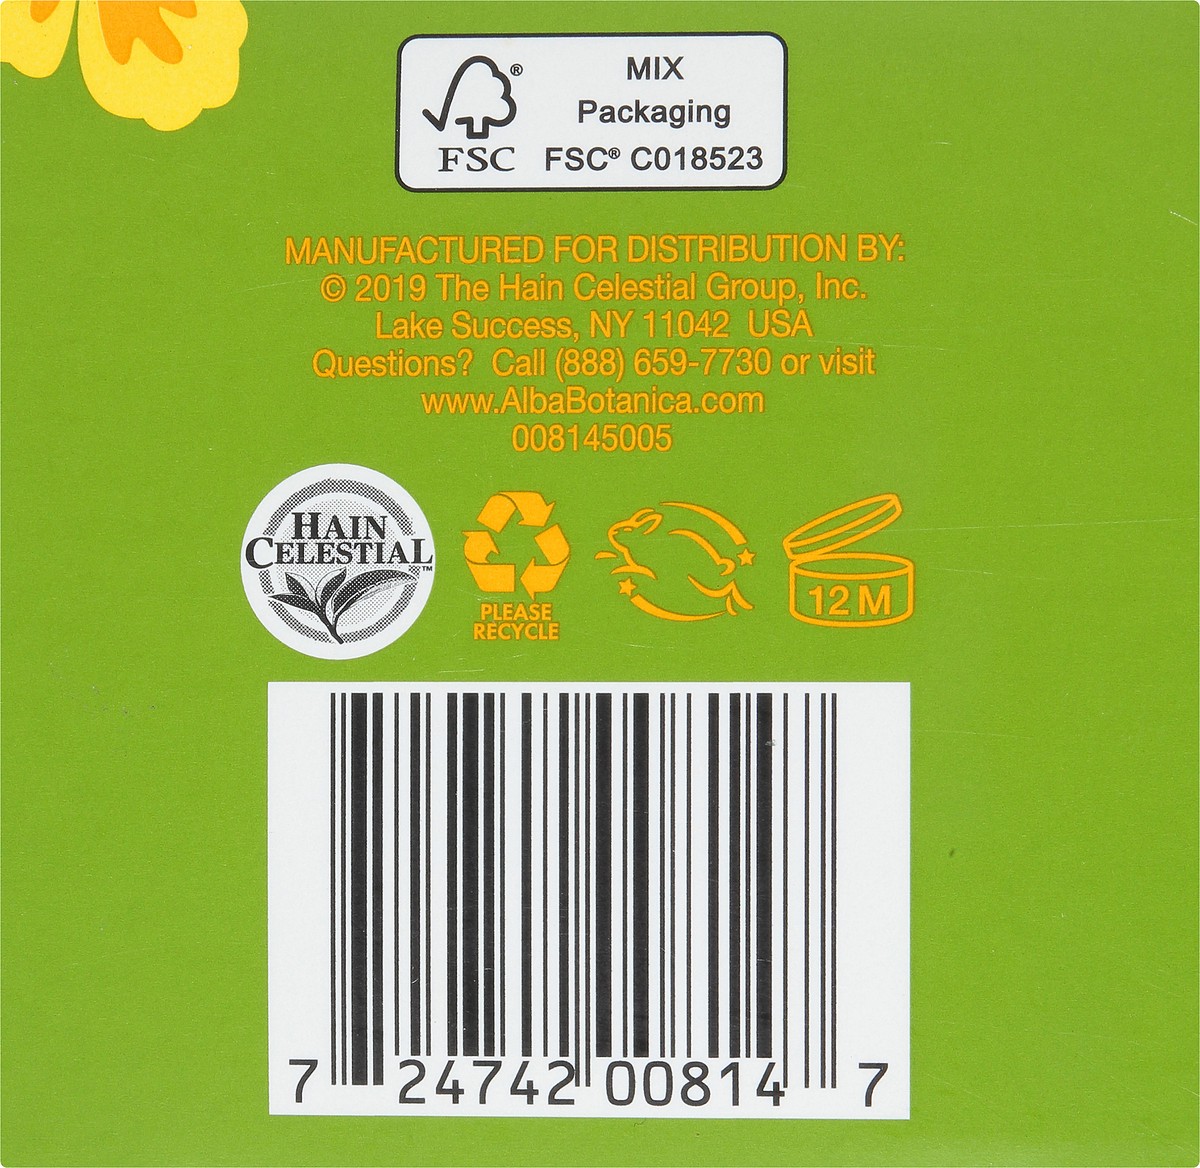 MIX
Packaging
FSC® C018523
FSC
®
MANUFACTURED FOR DISTRIBUTION BY:
© 2019 The Hain Celestial Group, Inc.
Lake Success, NY 11042 USA
Questions? Call (888) 659-7730 or visit
www.AlbaBotanica.com
008145005
HAIN
CELESTIAL™
PLEASE
RECYCLE
12 M
7 24742 00814 7